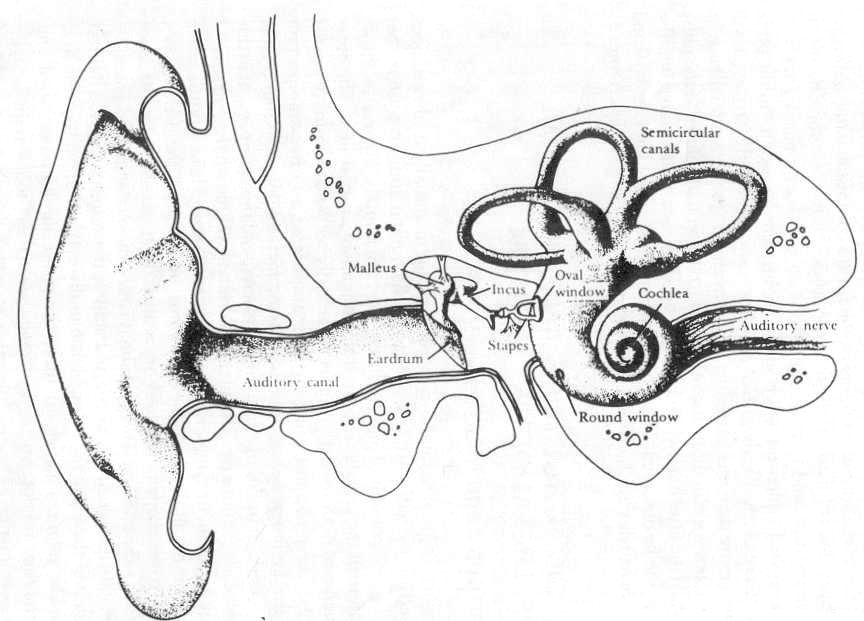 Semicircular
canals
Malleus
Incus
Oval
window
Cochlea
Auditory nerve
Stapes
Eardrum
Auditory canal
Round window